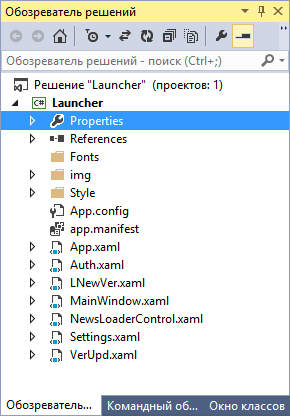 Обозреватель решений
Обозреватель решений - поиск (Ctrl+;)
Решение "Launcher" (проектов: 1)
C# Launcher
Properties
References
Fonts
img
Style
App.config
app.manifest
App.xaml
Auth.xaml
LNewVer.xaml
MainWindow.xaml
NewsLoaderControl.xaml
Settings.xaml
VerUpd.xaml
Обозреватель... Командный об... Окно классов